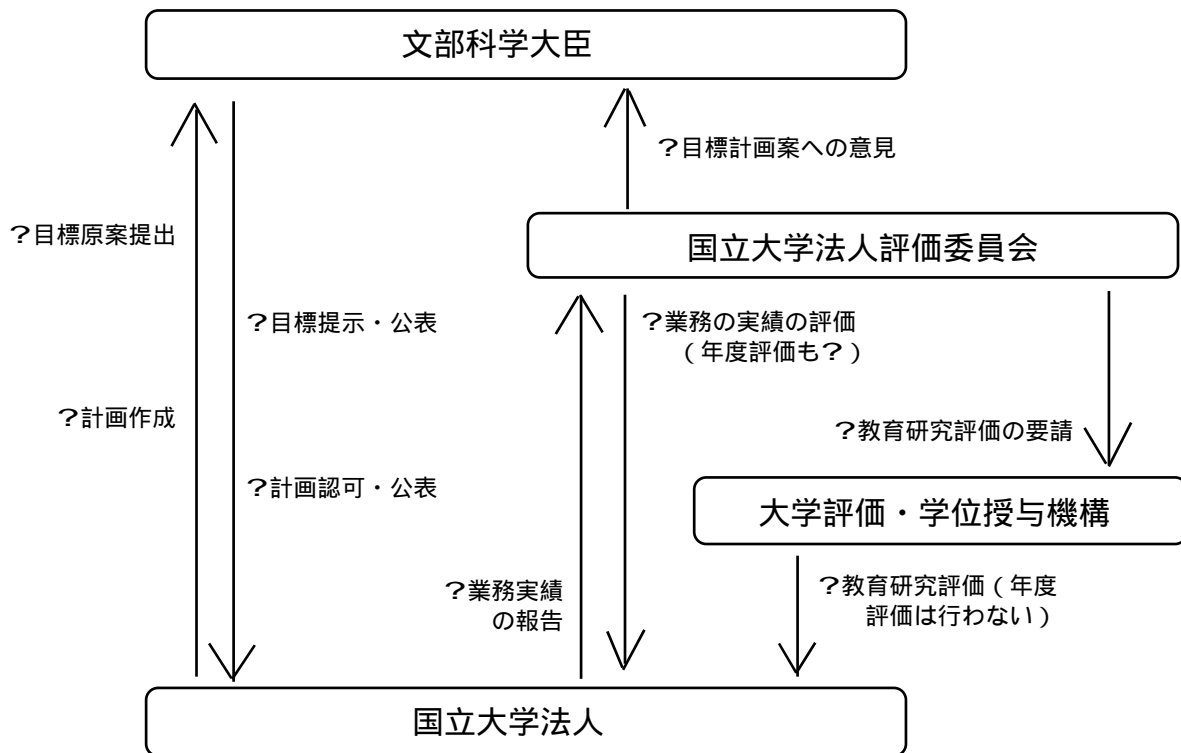 文部科学大臣
?目標計画案への意見
?目標原案提出
国立大学法人評価委員会
?目標提示・公表
?業務の実績の評価
(年度評価も?)
?計画作成
?教育研究評価の要請
?計画認可・公表
大学評価・学位授与機構
?業務実績
の報告
?教育研究評価(年度
評価は行わない)
国立大学法人